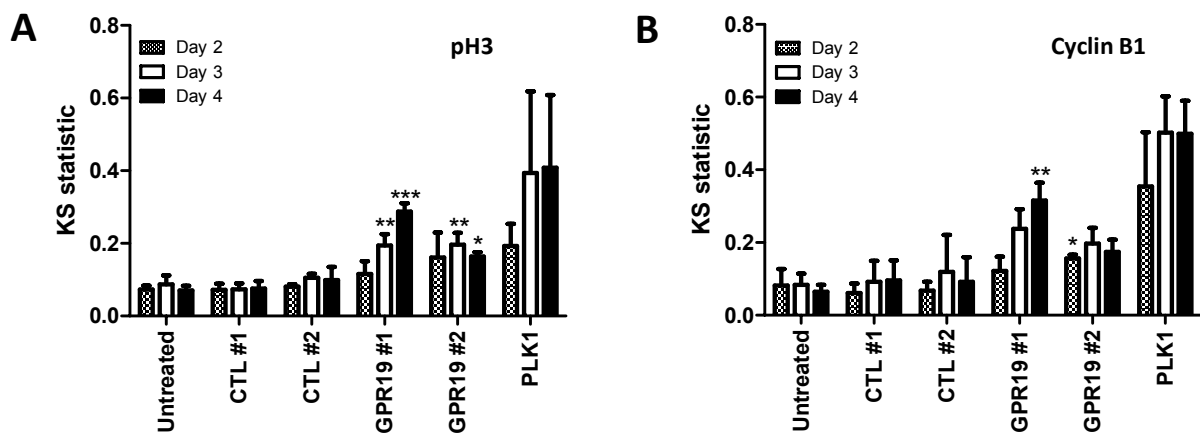 A
pH3
KS statistic
0.8
0.6
0.4
0.2
0.0
Day 2
Day 3
Day 4
**
***
**
*
Untreated
CTL #1
CTL #2
GPR19 #1
GPR19 #2
PLK1
B
Cyclin B1
KS statistic
0.8
0.6
0.4
0.2
0.0
Day 2
Day 3
Day 4
**
*
Untreated
CTL #1
CTL #2
GPR19 #1
GPR19 #2
PLK1